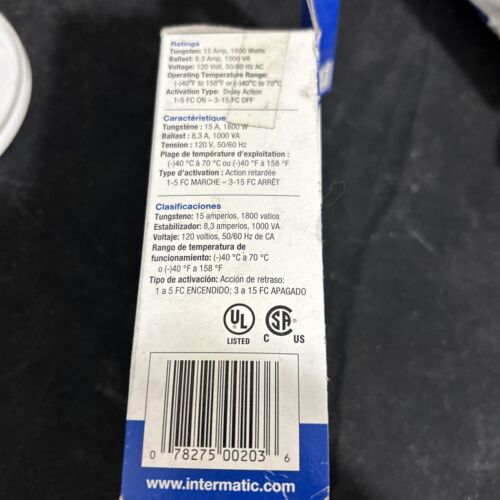 Ratings
Tungsten: 15 Amp, 1800 Watts
Ballast: 8.3 Amp, 1000 VA
Voltage: 120 Volt, 50/60 Hz AC
Operating Temperature Range:
(-)40°F to 158°F or (-)40°C to 70°C
Activation Type: Delay Action
1-5 FC ON – 3-15 FC OFF
Caractéristique
Tungstène : 15 A, 1800 W
Ballast : 8,3 A, 1000 VA
Tension : 120 V, 50/60 Hz
Plage de température d'exploitation :
(-)40 °C à 70 °C ou (-)40 °F à 158 °F
Type d'activation : Action retardée
1-5 FC MARCHE – 3-15 FC ARRÊT
Clasificaciones
Tungsteno: 15 amperios, 1800 vatios
Estabilizador: 8,3 amperios, 1000 VA
Voltaje: 120 voltios, 50/60 Hz de CA
Rango de temperatura de
funcionamiento: (-)40 °C a 70 °C
o (-)40 °F a 158 °F
Tipo de activación: Acción de retraso:
1 a 5 FC ENCENDIDO; 3 a 15 FC APAGADO
UL
LISTED
SA
C US
0 78275 00203 6
www.intermatic.com